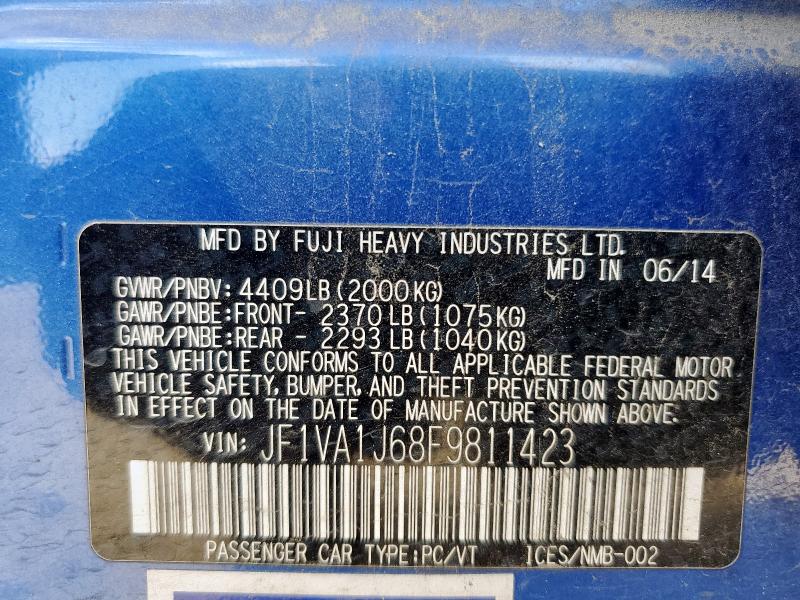 MFD BY FUJI HEAVY INDUSTRIES LTD.
MFD IN 06/14
GVWR/PNBV: 4409LB (2000KG)
GAWR/PNBE:FRONT- 2370 LB (1075KG)
GAWR/PNBE:REAR - 2293 LB (1040KG)
THIS VEHICLE CONFORMS TO ALL APPLICABLE FEDERAL MOTOR
VEHICLE SAFETY, BUMPER, AND THEFT PREVENTION STANDARDS
IN EFFECT ON THE DATE OF MANUFACTURE SHOWN ABOVE.
VIN: JF1VA1J68F9811423
PASSENGER CAR TYPE:PC/VT ICES/NMB-002